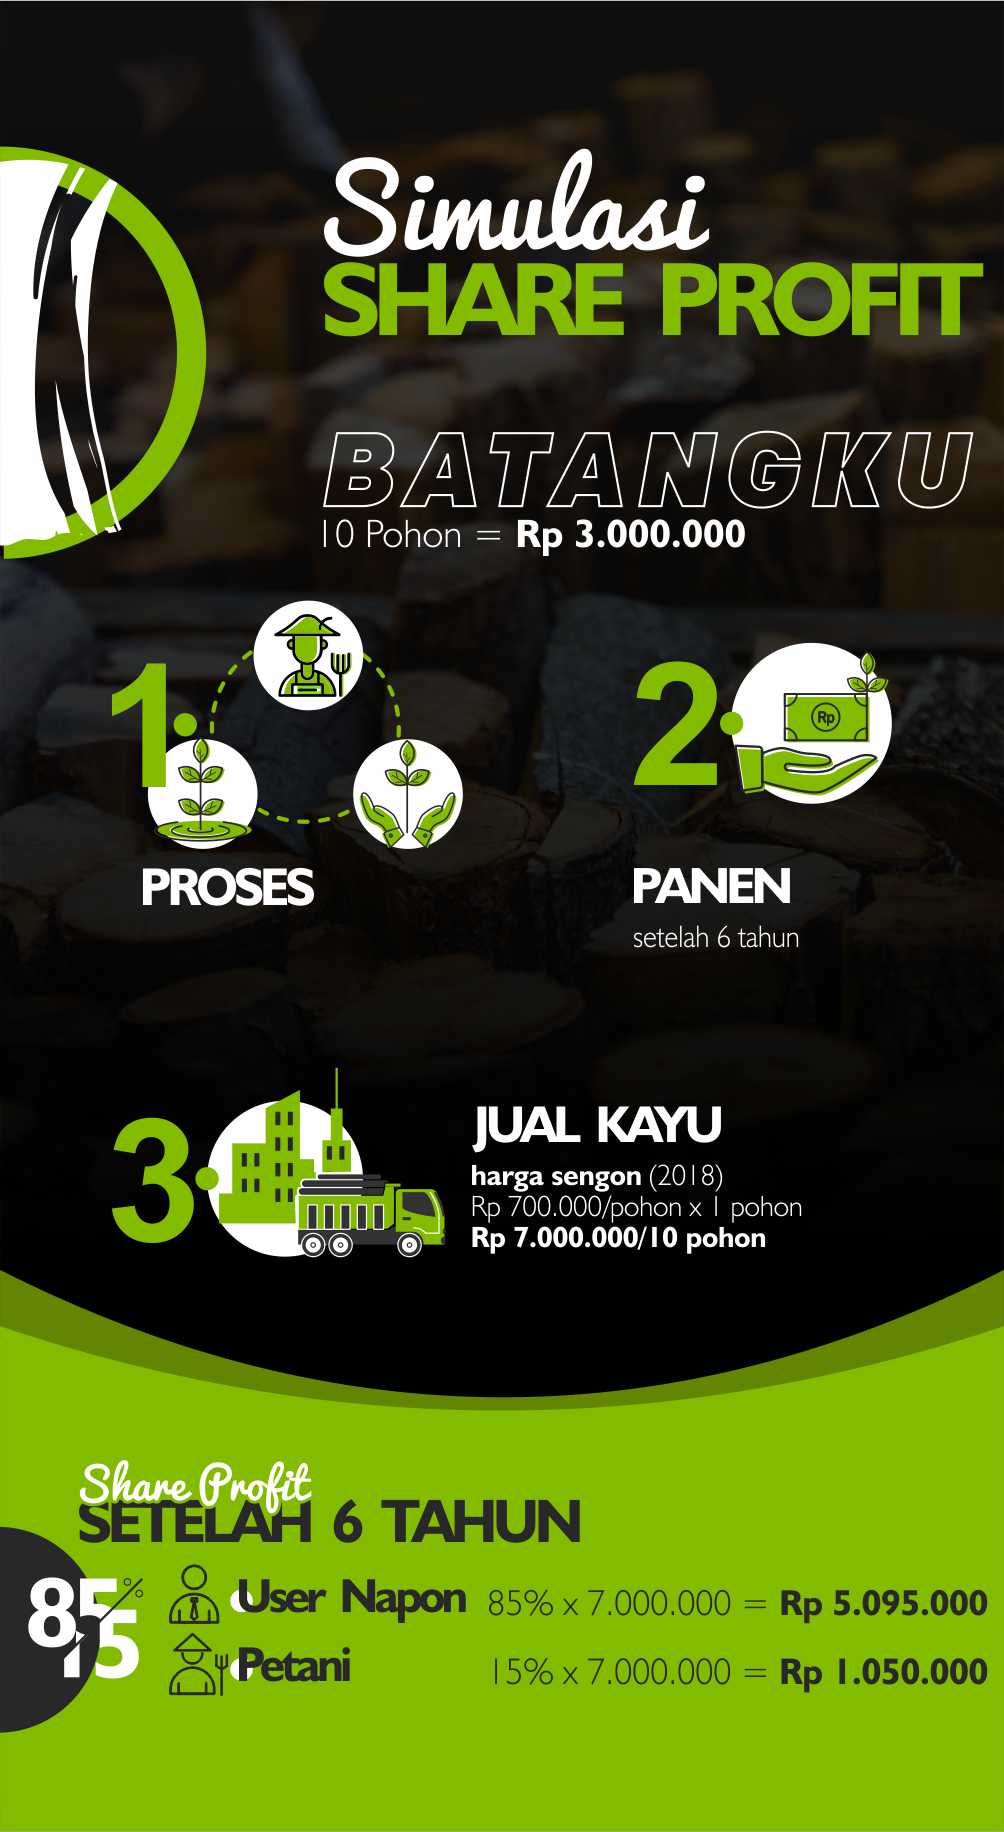 Simulasi
SHARE PROFIT
BATANGKU
10 Pohon = Rp 3.000.000
1.
PROSES
2.
Rp
PANEN
setelah 6 tahun
3.
JUAL KAYU
harga sengon (2018)
Rp 700.000/pohon x 1 pohon
Rp 7.000.000/10 pohon
Share Profit
SETELAH 6 TAHUN
85%
15
User Napon 85% x 7.000.000 = Rp 5.095.000
Petani 15% x 7.000.000 = Rp 1.050.000